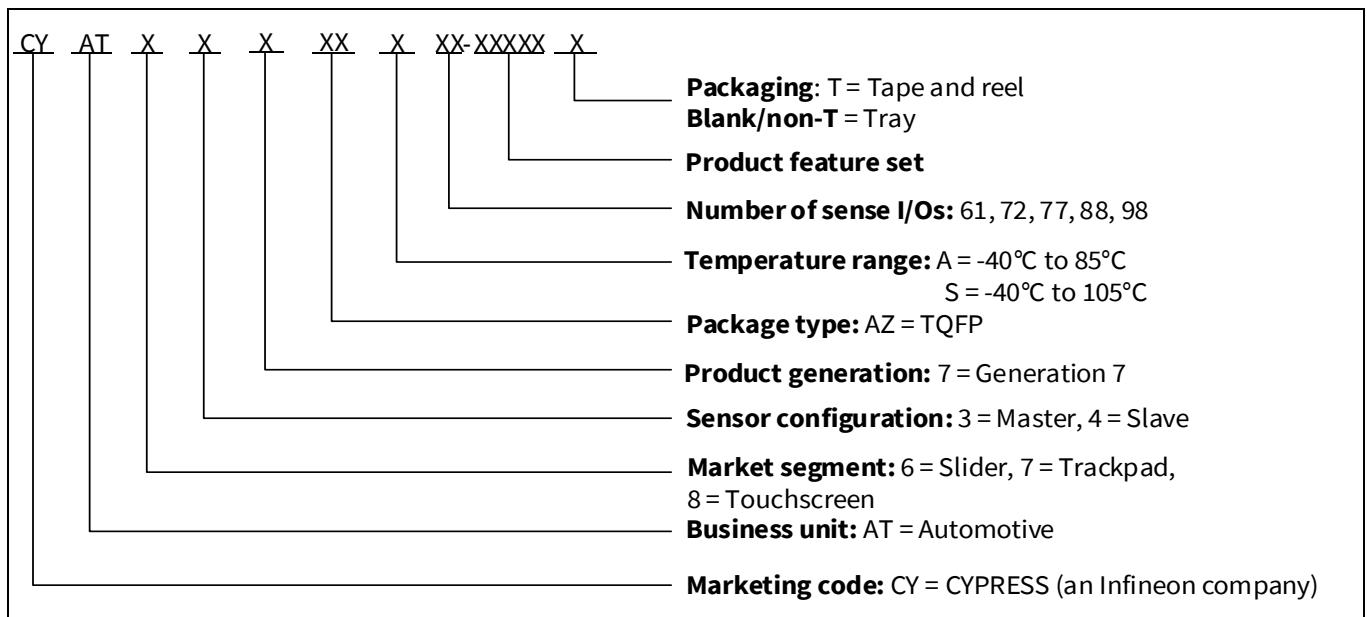 CY AT X X X XX X XX- XXXXX X
Packaging: T = Tape and reel
Blank/non-T = Tray
Product feature set
Number of sense I/Os: 61, 72, 77, 88, 98
Temperature range: A = -40℃ to 85°C
S = -40℃ to 105°C
Package type: AZ = TQFP
Product generation: 7 = Generation 7
Sensor configuration: 3 = Master, 4 = Slave
Market segment: 6 = Slider, 7 = Trackpad,
8 = Touchscreen
Business unit: AT = Automotive
Marketing code: CY = CYPRESS (an Infineon company)